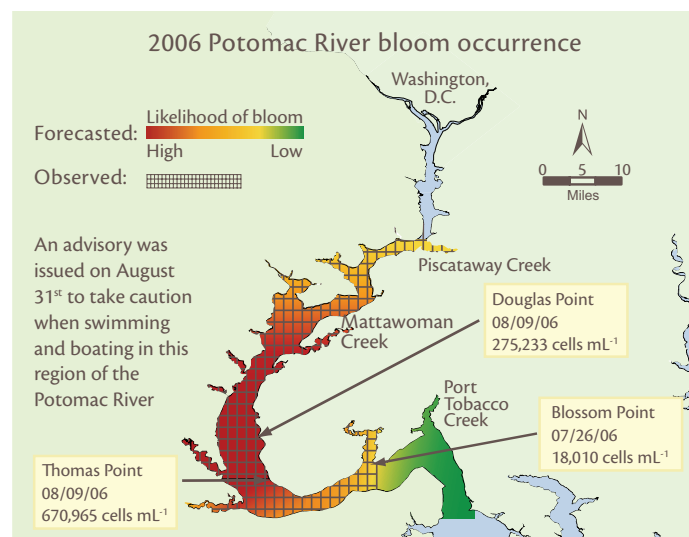 2006 Potomac River bloom occurrence
Washington,
D.C.
Forecasted:
Likelihood of bloom
High
Low
Observed:
N
0 5 10
Miles
An advisory was
issued on August
31st to take caution
when swimming
and boating in this
region of the
Potomac River
Piscataway Creek
Mattawoman
Creek
Douglas Point
08/09/06
275,233 cells mL-1
Port
Tobacco
Creek
Blossom Point
07/26/06
18,010 cells mL-1
Thomas Point
08/09/06
670,965 cells mL-1